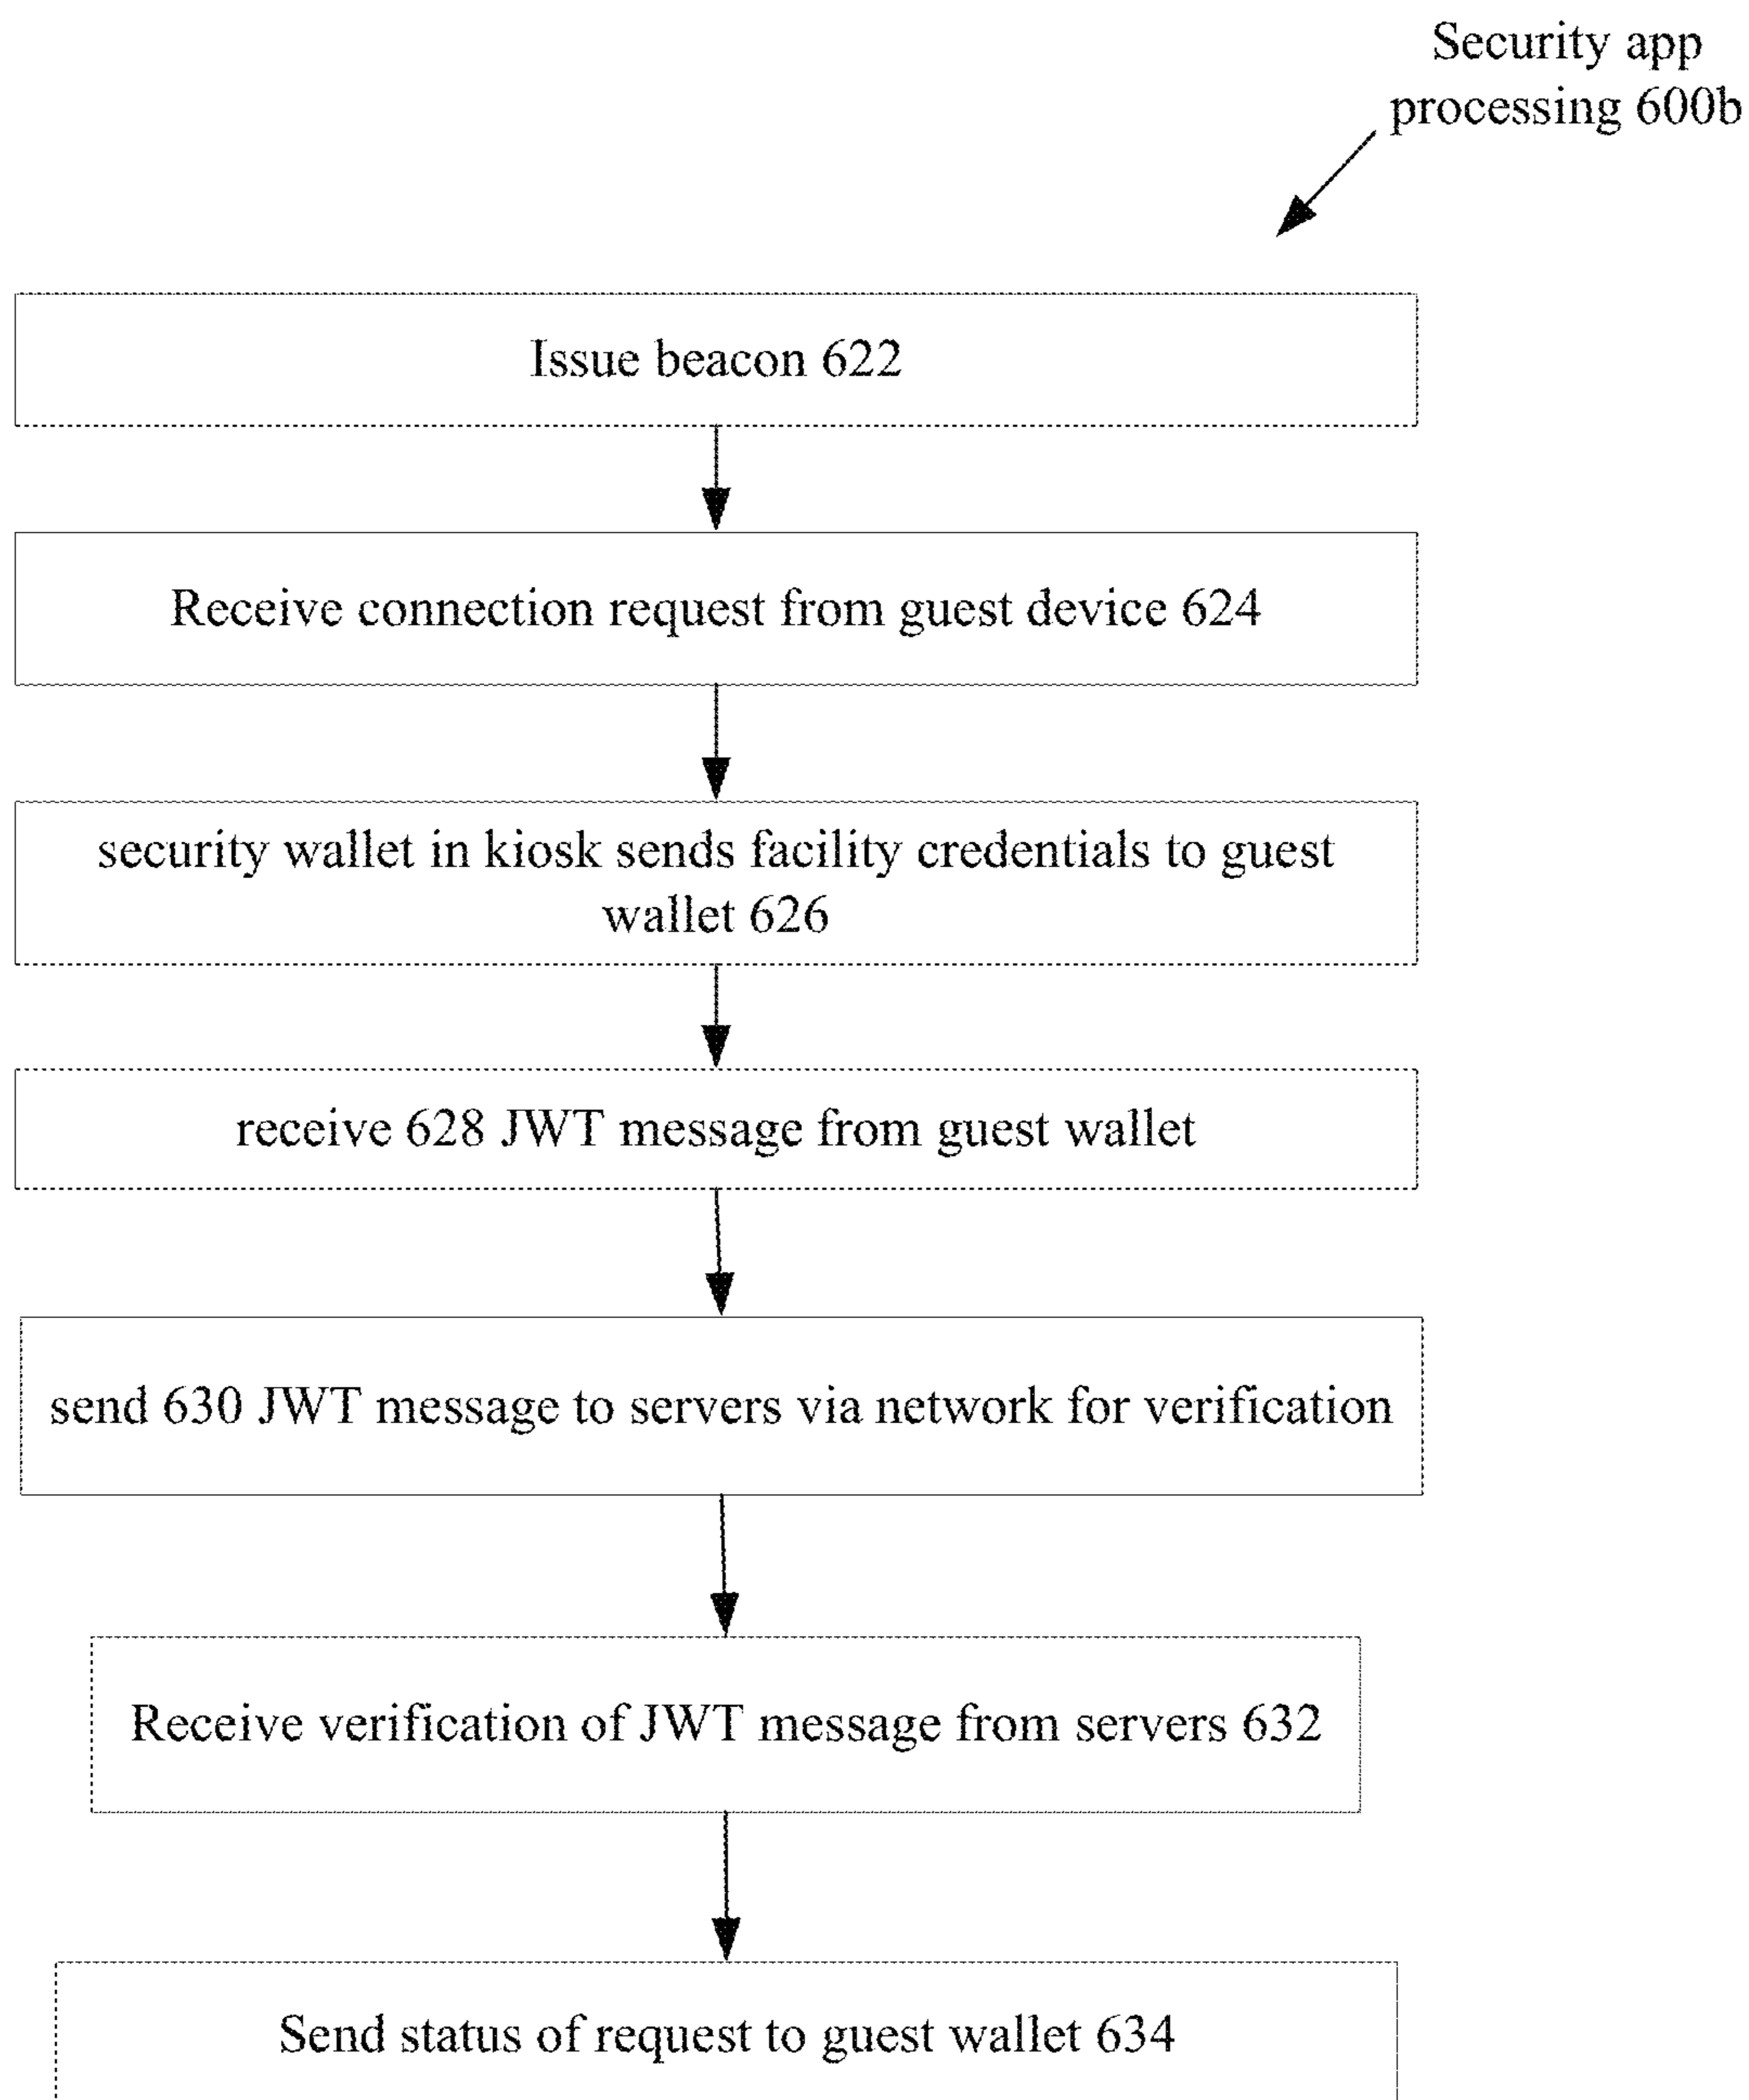 Security app
processing 600b
Issue beacon 622
Receive connection request from guest device 624
security wallet in kiosk sends facility credentials to guest
wallet 626
receive 628 JWT message from guest wallet
send 630 JWT message to servers via network for verification
Receive verification of JWT message from servers 632
Send status of request to guest wallet 634